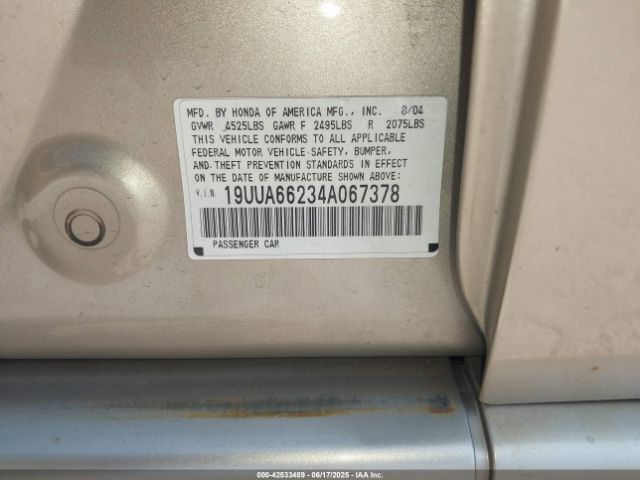 MFD. BY HONDA OF AMERICA MFG., INC. 8/04
GVWR 4525LBS GAWR F 2495LBS R 2075LBS
THIS VEHICLE CONFORMS TO ALL APPLICABLE
FEDERAL MOTOR VEHICLE SAFETY, BUMPER,
AND THEFT PREVENTION STANDARDS IN EFFECT
ON THE DATE OF MANUFACTURE SHOWN ABOVE:
V.I.N. 19UUA66234A067378
PASSENGER CAR
000-42533489 - 06/17/2025 - IAA, Inc.